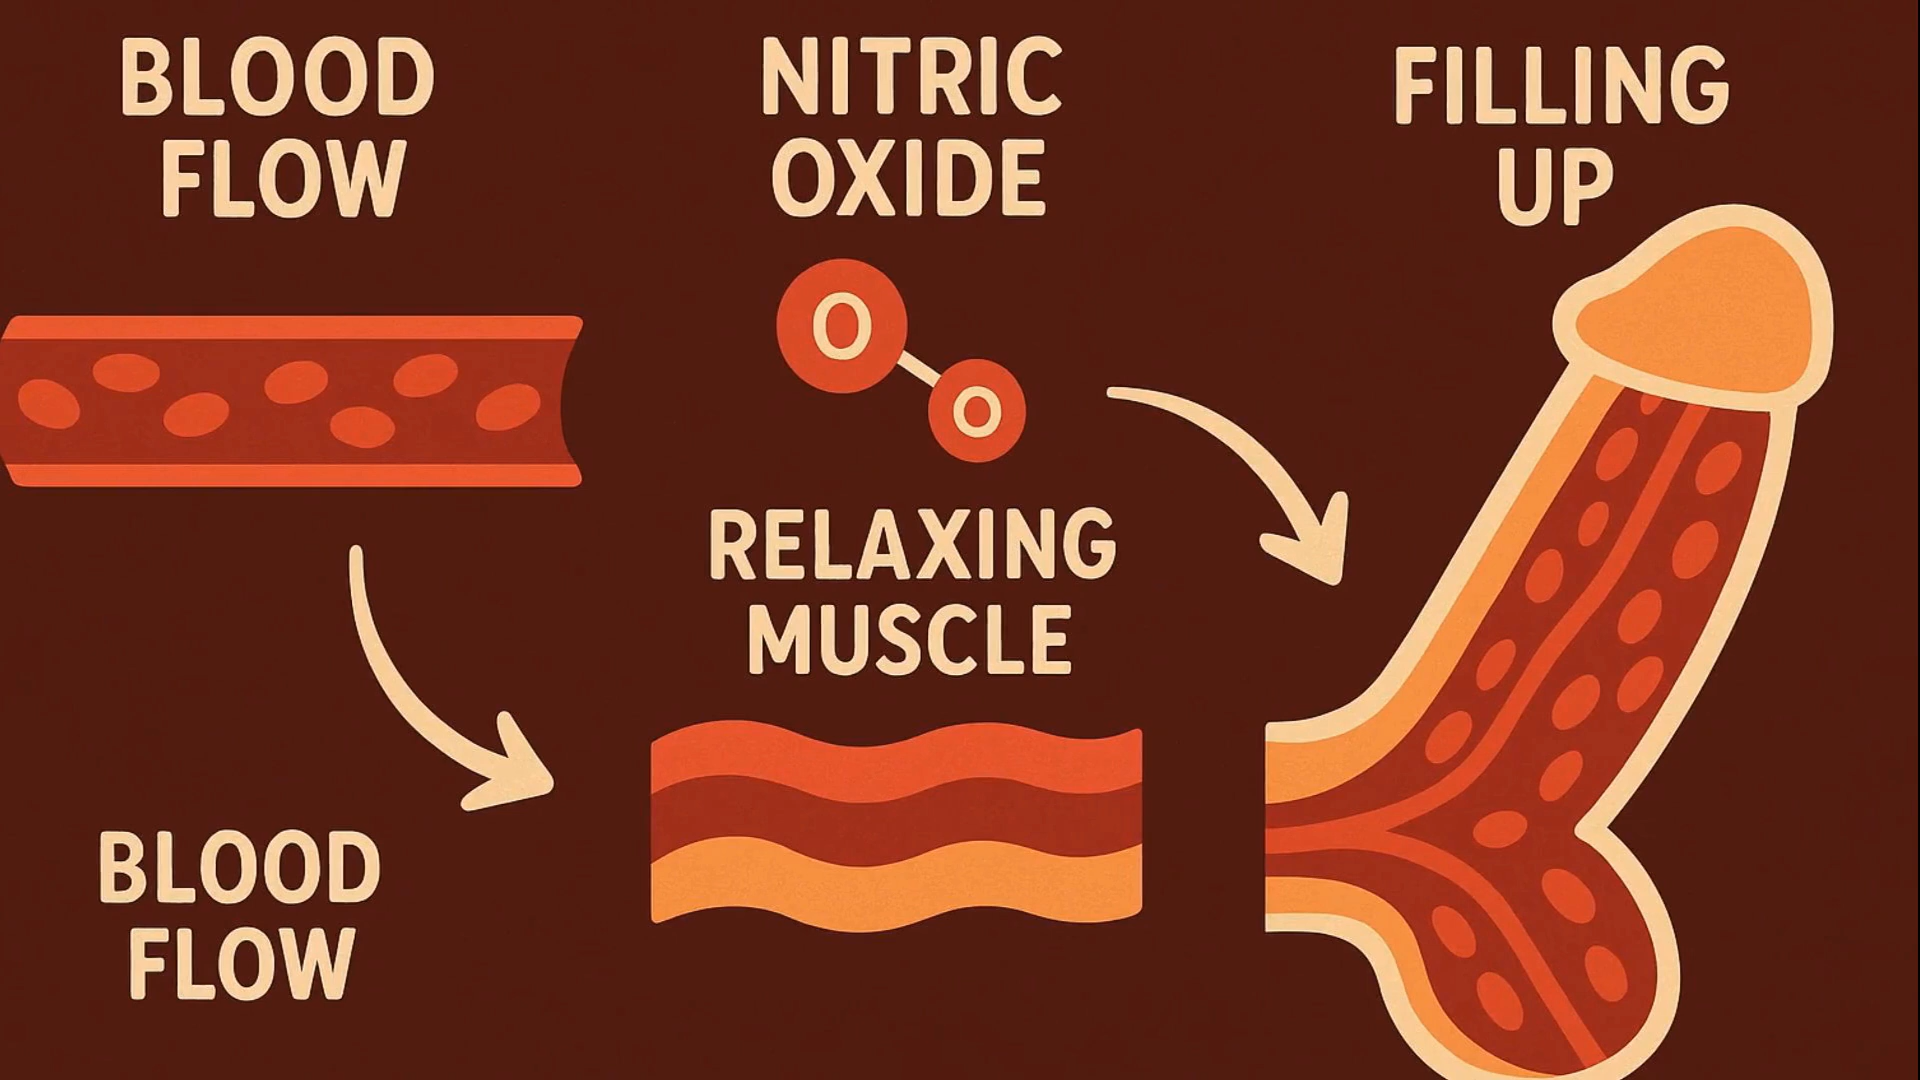 BLOOD
FLOW
NITRIC
OXIDE
FILLING
UP
O
O
RELAXING
MUSCLE
BLOOD
FLOW